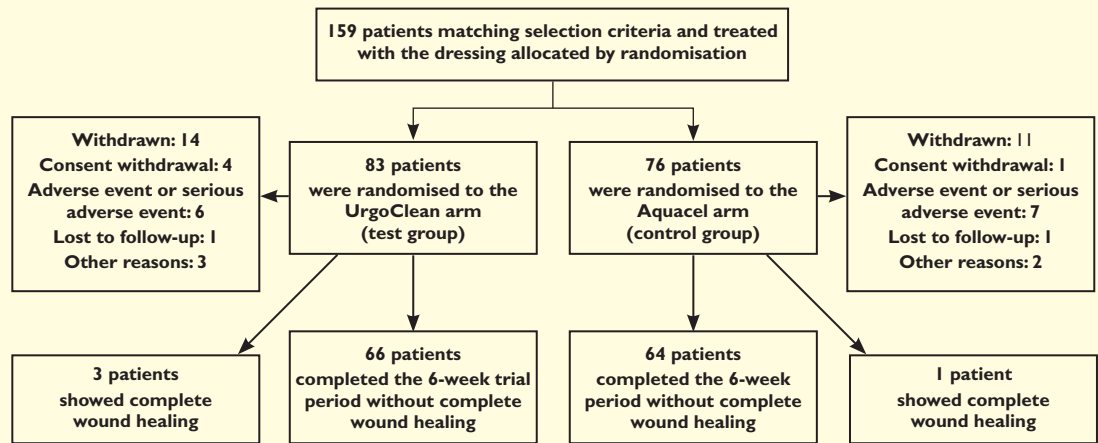 159 patients matching selection criteria and treated
with the dressing allocated by randomisation
Withdrawn: 14
Consent withdrawal: 4
Adverse event or serious
adverse event: 6
Lost to follow-up: 1
Other reasons: 3
83 patients
were randomised to the
UrgoClean arm
(test group)
76 patients
were randomised to the
Aquacel arm
(control group)
Withdrawn: 11
Consent withdrawal: 1
Adverse event or serious
adverse event: 7
Lost to follow-up: 1
Other reasons: 2
3 patients
showed complete
wound healing
66 patients
completed the 6-week trial
period without complete
wound healing
64 patients
completed the 6-week
period without complete
wound healing
1 patient
showed complete
wound healing